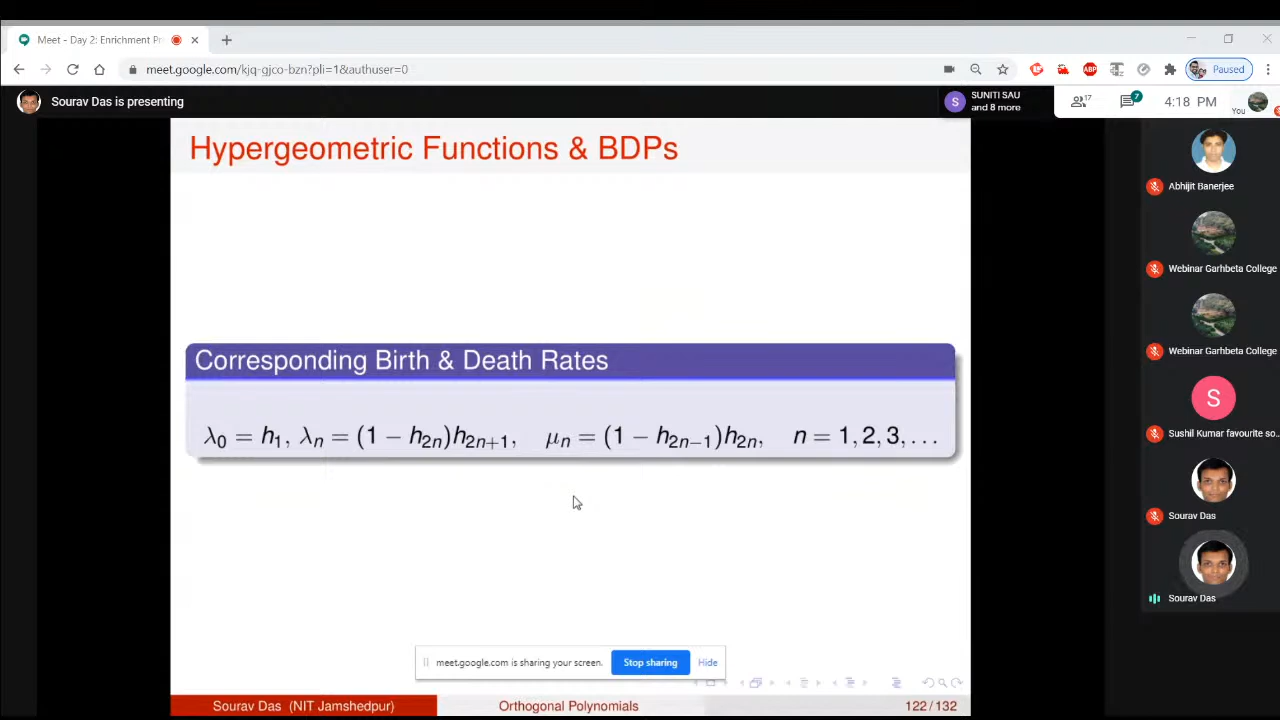 Meet - Day 2: Enrichment Pr
meet.google.com/kjq-gjco-bzn?pli=1&authuser=0
ABP
Paused
Sourav Das is presenting
S
SUNITI SAU
and 8 more
17
7
4:18 PM
You
Hypergeometric Functions & BDPs
Corresponding Birth & Death Rates
λ₀ = h₁, λₙ = (1 − h₂ₙ)h₂ₙ₊₁, μₙ = (1 − h₂ₙ₋₁)h₂ₙ, n = 1, 2, 3, . . .
meet.google.com is sharing your screen.
Stop sharing
Hide
Sourav Das (NIT Jamshedpur)
Orthogonal Polynomials
122 / 132
Abhijit Banerjee
Webinar Garhbeta College
Webinar Garhbeta College
S
Sushil Kumar favourite so...
Sourav Das
Sourav Das